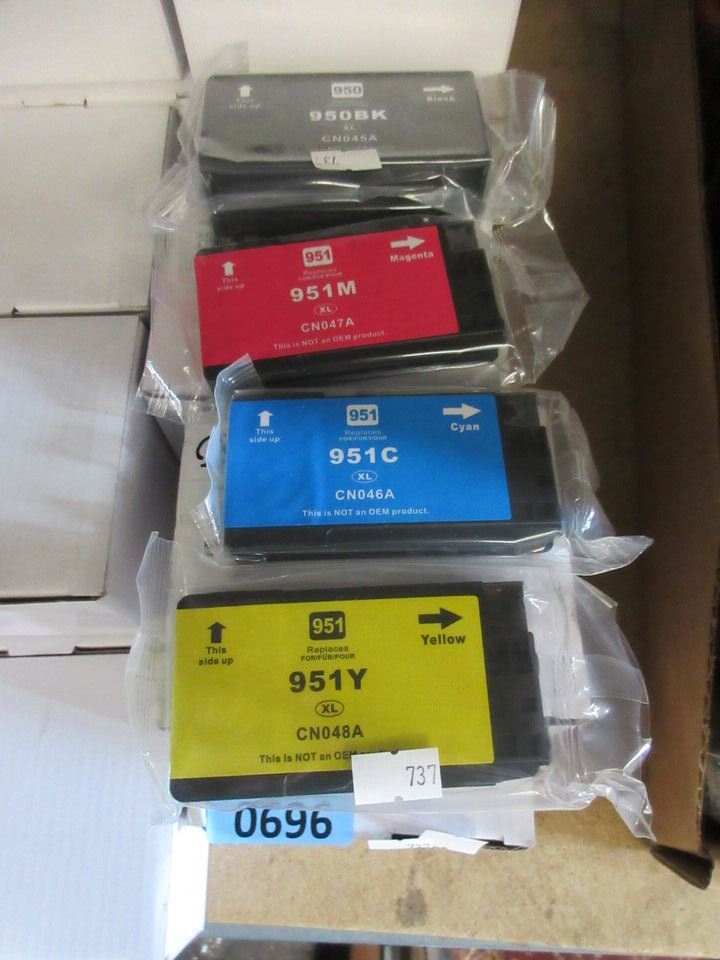 950
This
side up
Black
950BK
XL
CN045A
951
This
side up
Magenta
Replaces
FOR/FÜR/POUR
951M
XL
CN047A
This is NOT an OEM product.
951
This
side up
Cyan
Replaces
FOR/FÜR/POUR
951C
XL
CN046A
This is NOT an OEM product.
951
This
side up
Yellow
Replaces
FOR/FÜR/POUR
951Y
XL
CN048A
This is NOT an OEM
737
0696